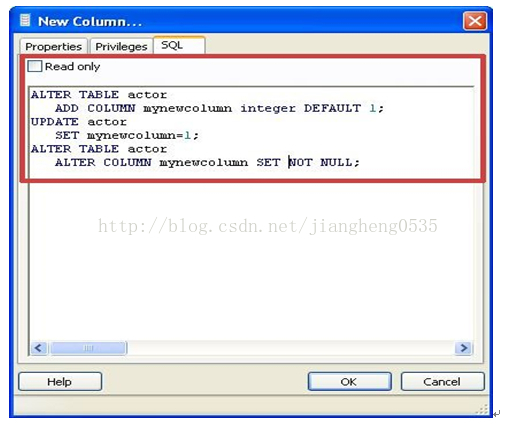 New Column...
Properties Privileges SQL
Read only
ALTER TABLE actor
ADD COLUMN mynewcolumn integer DEFAULT 1;
UPDATE actor
SET mynewcolumn=1;
ALTER TABLE actor
ALTER COLUMN mynewcolumn SET NOT NULL;
http://blog.csdn.net/jiangheng0535
Help OK Cancel